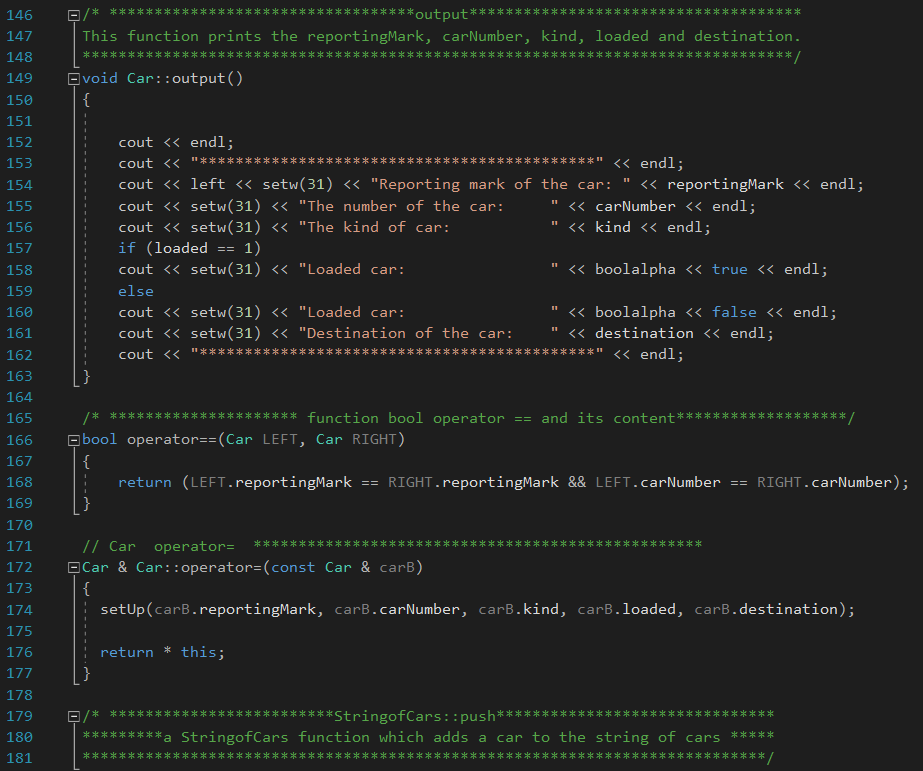 146 /* **********************************output*************************************
147 This function prints the reportingMark, carNumber, kind, loaded and destination.
148 *******************************************************************************/
149 void Car::output()
150 {
151
152 cout << endl;
153 cout << "********************************************" << endl;
154 cout << left << setw(31) << "Reporting mark of the car: " << reportingMark << endl;
155 cout << setw(31) << "The number of the car:     " << carNumber << endl;
156 cout << setw(31) << "The kind of car:           " << kind << endl;
157 if (loaded == 1)
158 cout << setw(31) << "Loaded car:                " << boolalpha << true << endl;
159 else
160 cout << setw(31) << "Loaded car:                " << boolalpha << false << endl;
161 cout << setw(31) << "Destination of the car:    " << destination << endl;
162 cout << "********************************************" << endl;
163 }
164
165 /* ********************* function bool operator == and its content*******************/
166 bool operator==(Car LEFT, Car RIGHT)
167 {
168 return (LEFT.reportingMark == RIGHT.reportingMark && LEFT.carNumber == RIGHT.carNumber);
169 }
170
171 // Car  operator=  **************************************************
172 Car & Car::operator=(const Car & carB)
173 {
174 setUp(carB.reportingMark, carB.carNumber, carB.kind, carB.loaded, carB.destination);
175
176 return * this;
177 }
178
179 /* *************************StringofCars::push*******************************
180 *********a StringofCars function which adds a car to the string of cars *****
181 ****************************************************************************/